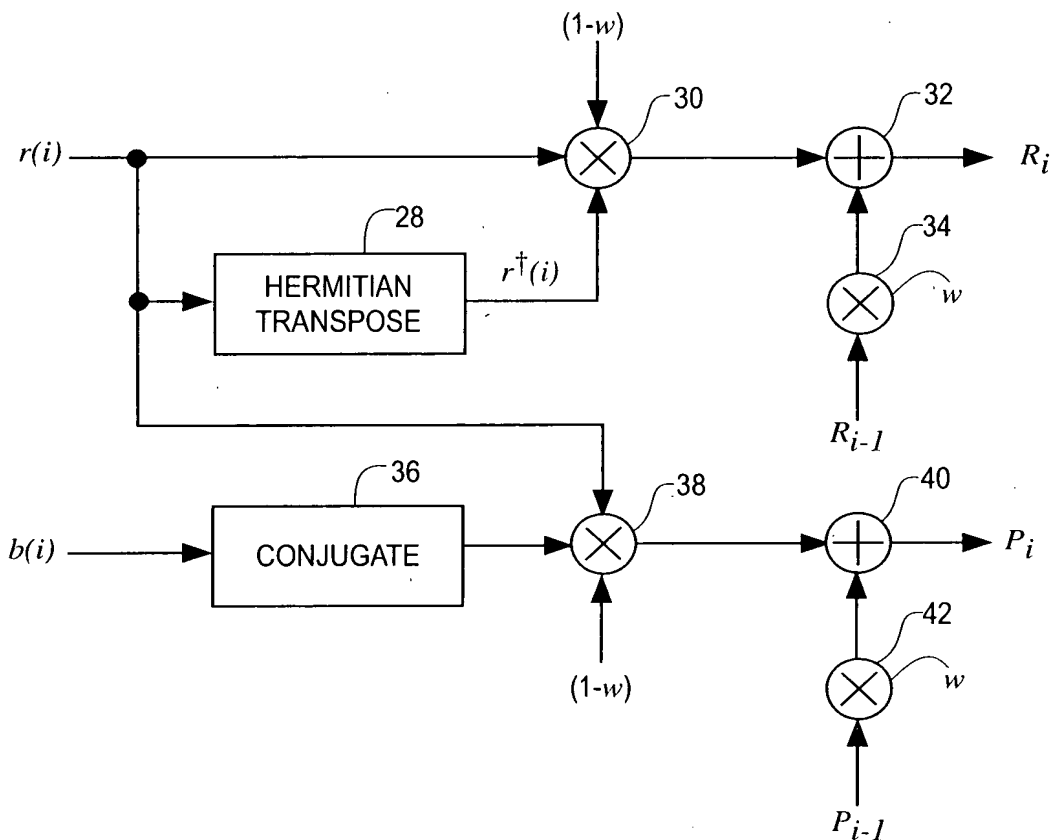 (1-w)
30
32
r(i)
R_i
28
34
HERMITIAN
TRANSPOSE
r†(i)
w
R_{i-1}
36
38
40
b(i)
CONJUGATE
P_i
42
(1-w)
w
P_{i-1}